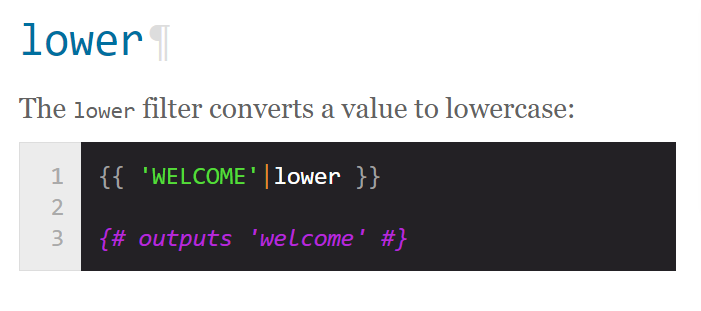 lower¶
The lower filter converts a value to lowercase:
1 {{ 'WELCOME'|lower }}
2
3 {# outputs 'welcome' #}